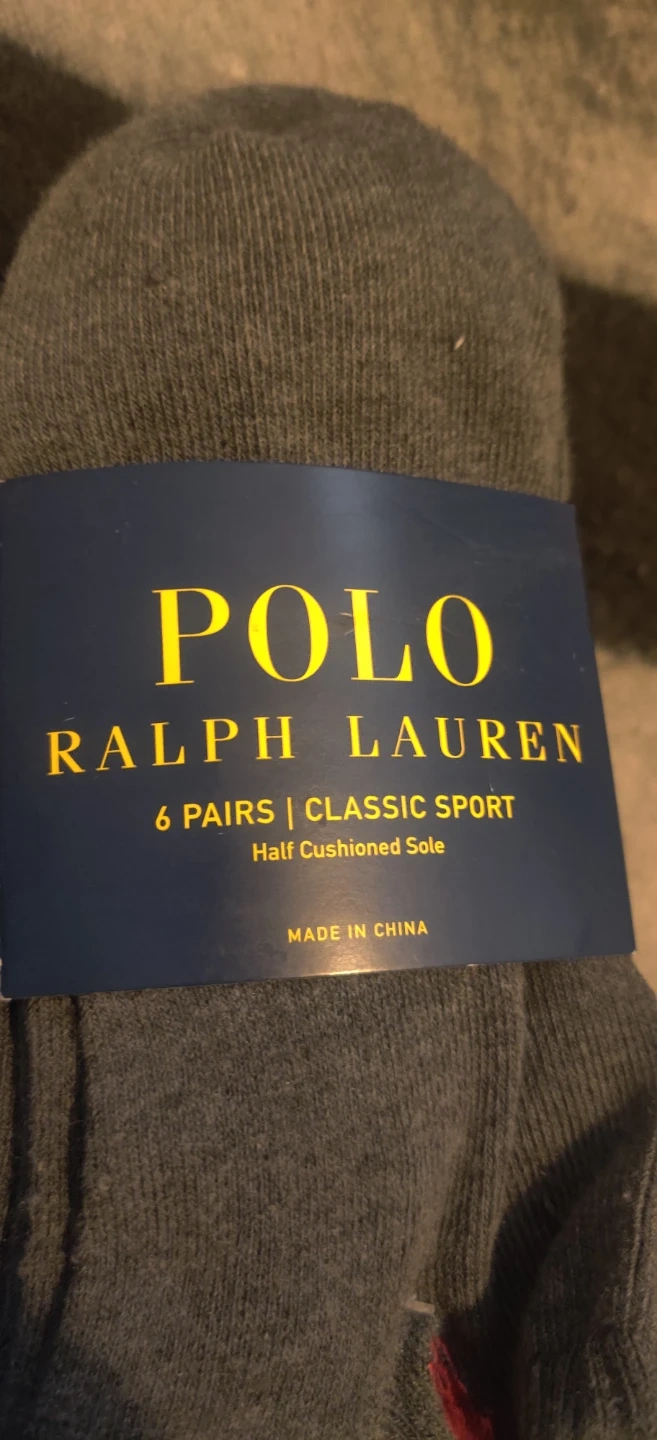 POLO
RALPH LAUREN
6 PAIRS | CLASSIC SPORT
Half Cushioned Sole
MADE IN CHINA